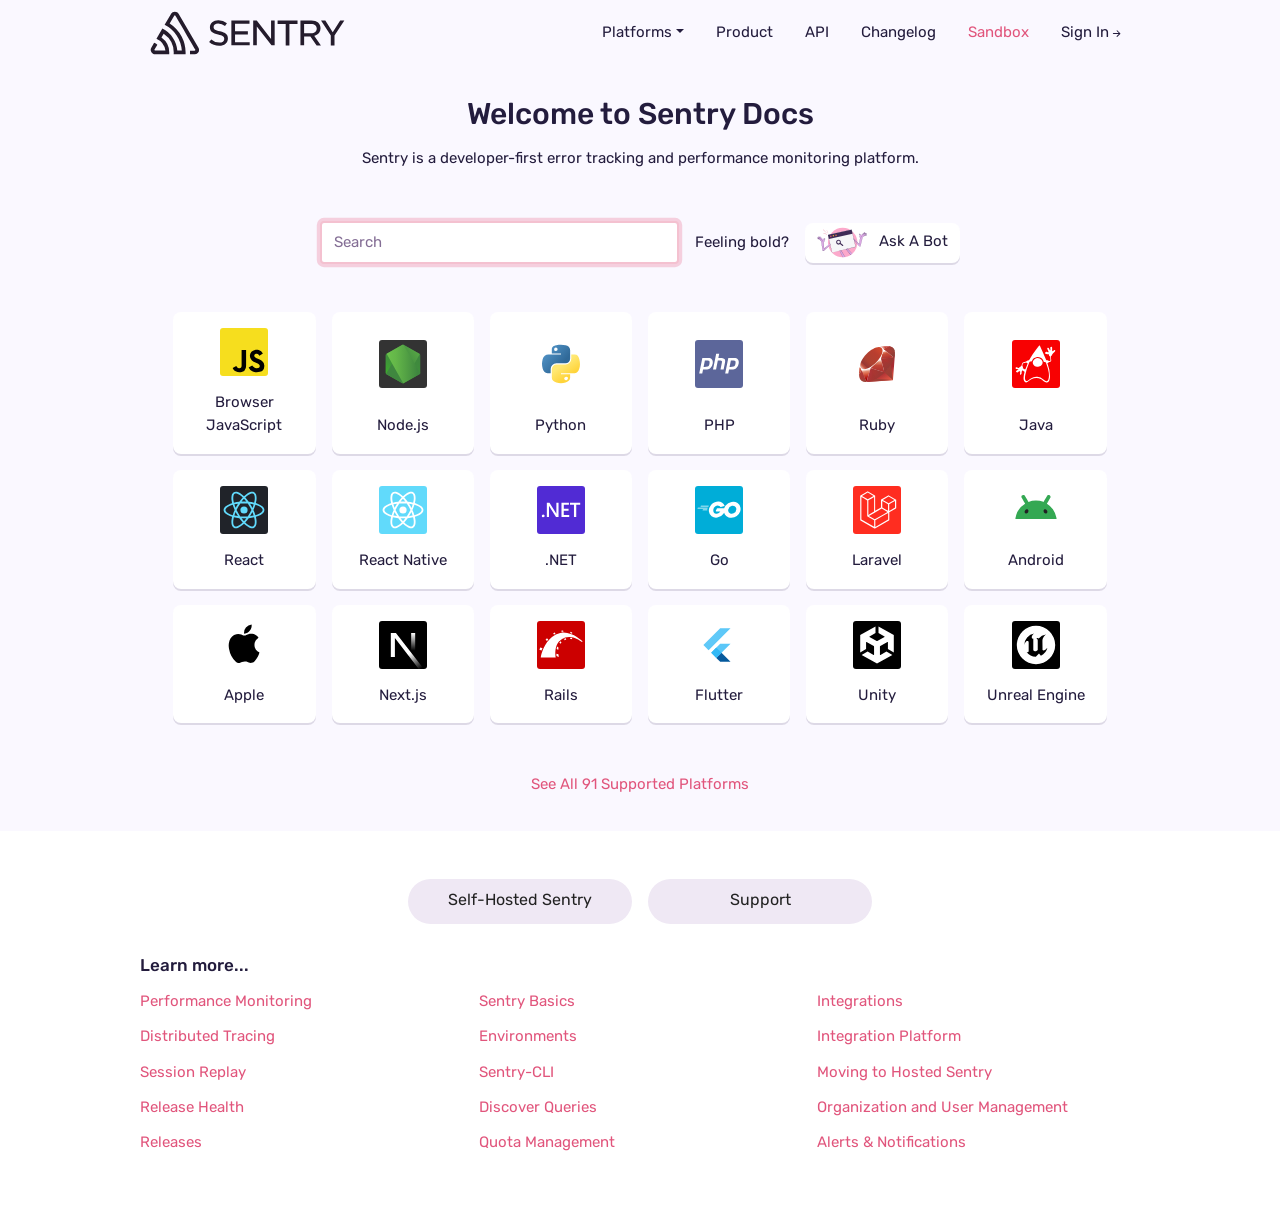 SENTRY
Platforms
Product
API
Changelog
Sandbox
Sign In →
Welcome to Sentry Docs
Sentry is a developer-first error tracking and performance monitoring platform.
Search
Feeling bold?
Ask A Bot
JS
Browser
JavaScript
Node.js
Python
php
PHP
Ruby
Java
React
React Native
.NET
.NET
GO
Go
Laravel
Android
Apple
N
Next.js
Rails
Flutter
Unity
U
Unreal Engine
See All 91 Supported Platforms
Self-Hosted Sentry
Support
Learn more...
Performance Monitoring
Distributed Tracing
Session Replay
Release Health
Releases
Sentry Basics
Environments
Sentry-CLI
Discover Queries
Quota Management
Integrations
Integration Platform
Moving to Hosted Sentry
Organization and User Management
Alerts & Notifications